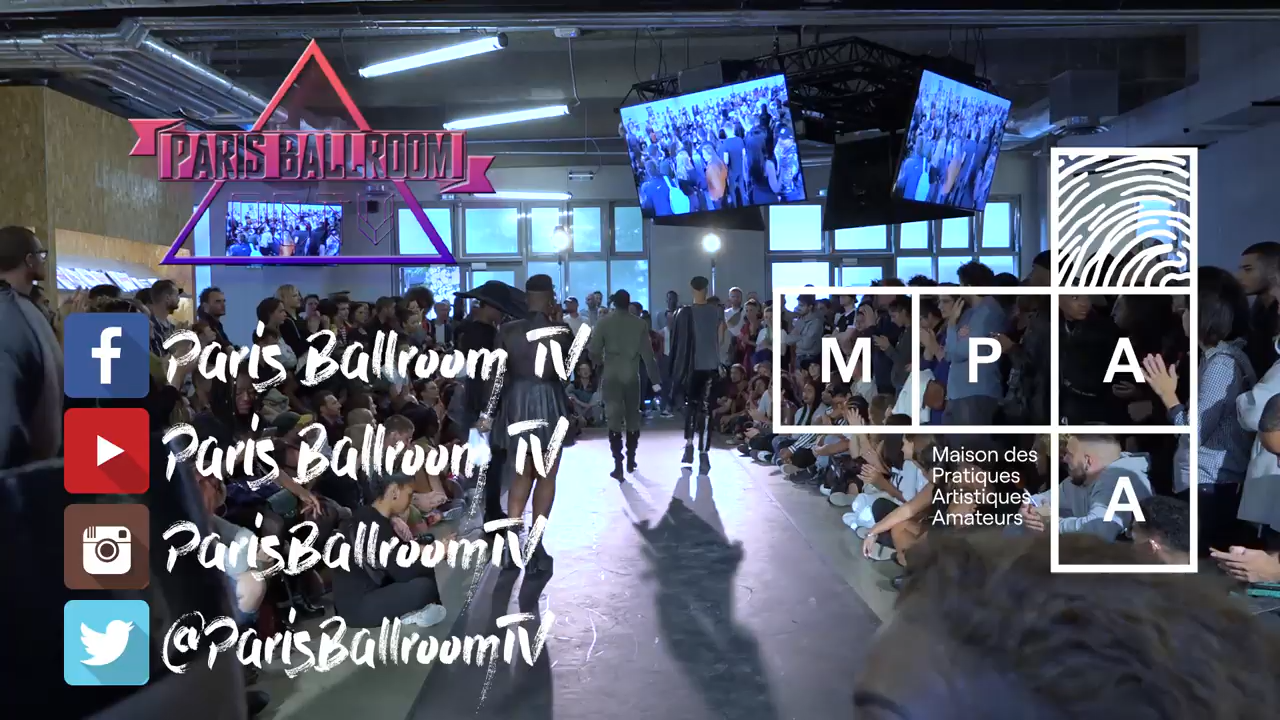 PARIS BALLROOM
Paris Ballroom TV
Paris Ballroom TV
ParisBallroomTV
@ParisBallroomTV
M P A
A
Maison des
Pratiques
Artistiques
Amateurs